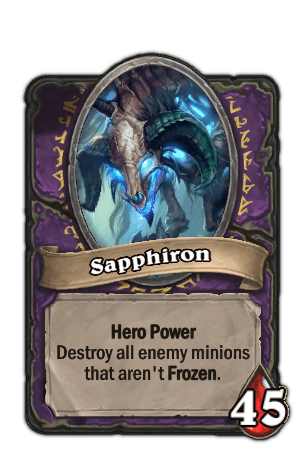 Sapphiron
Hero Power
Destroy all enemy minions
that aren't Frozen.
45